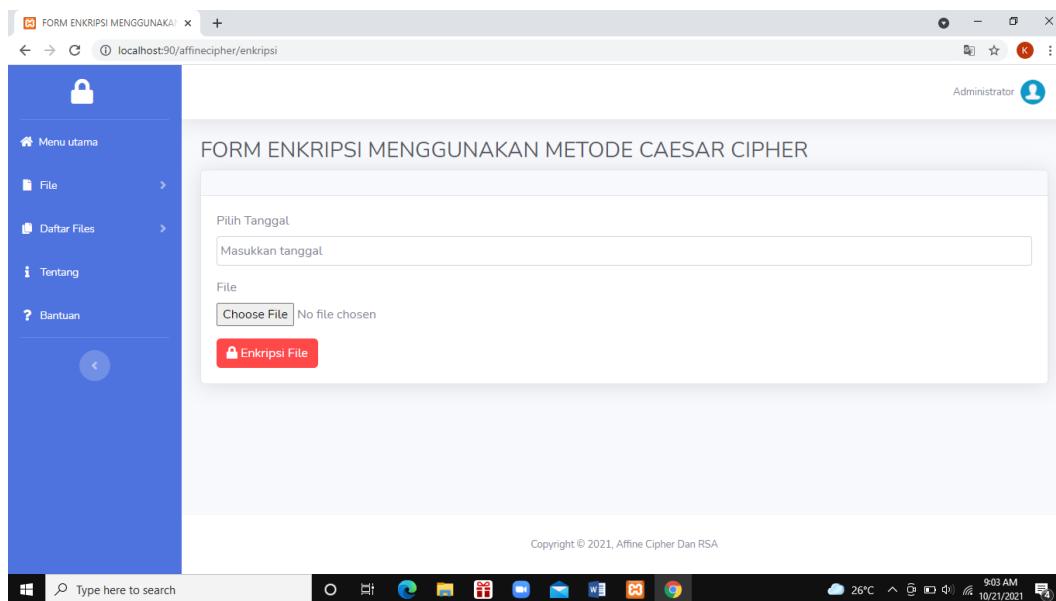 FORM ENKRIPSI MENGGUNAKAN
localhost:90/affinecipher/enkripsi
K
Administrator
Menu utama
File
Daftar Files
Tentang
Bantuan
FORM ENKRIPSI MENGGUNAKAN METODE CAESAR CIPHER
Pilih Tanggal
Masukkan tanggal
File
Choose File No file chosen
Enkripsi File
Copyright © 2021, Affine Cipher Dan RSA
Type here to search
26°C
9:03 AM
10/21/2021
4